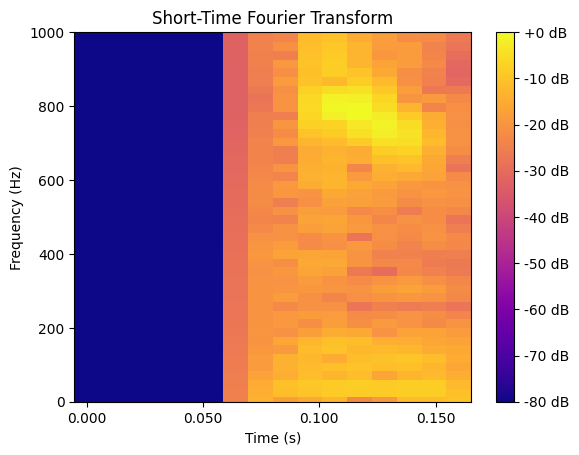 Short-Time Fourier Transform
1000
800
600
400
200
0
Frequency (Hz)
0.000
0.050
0.100
0.150
Time (s)
+0 dB
-10 dB
-20 dB
-30 dB
-40 dB
-50 dB
-60 dB
-70 dB
-80 dB